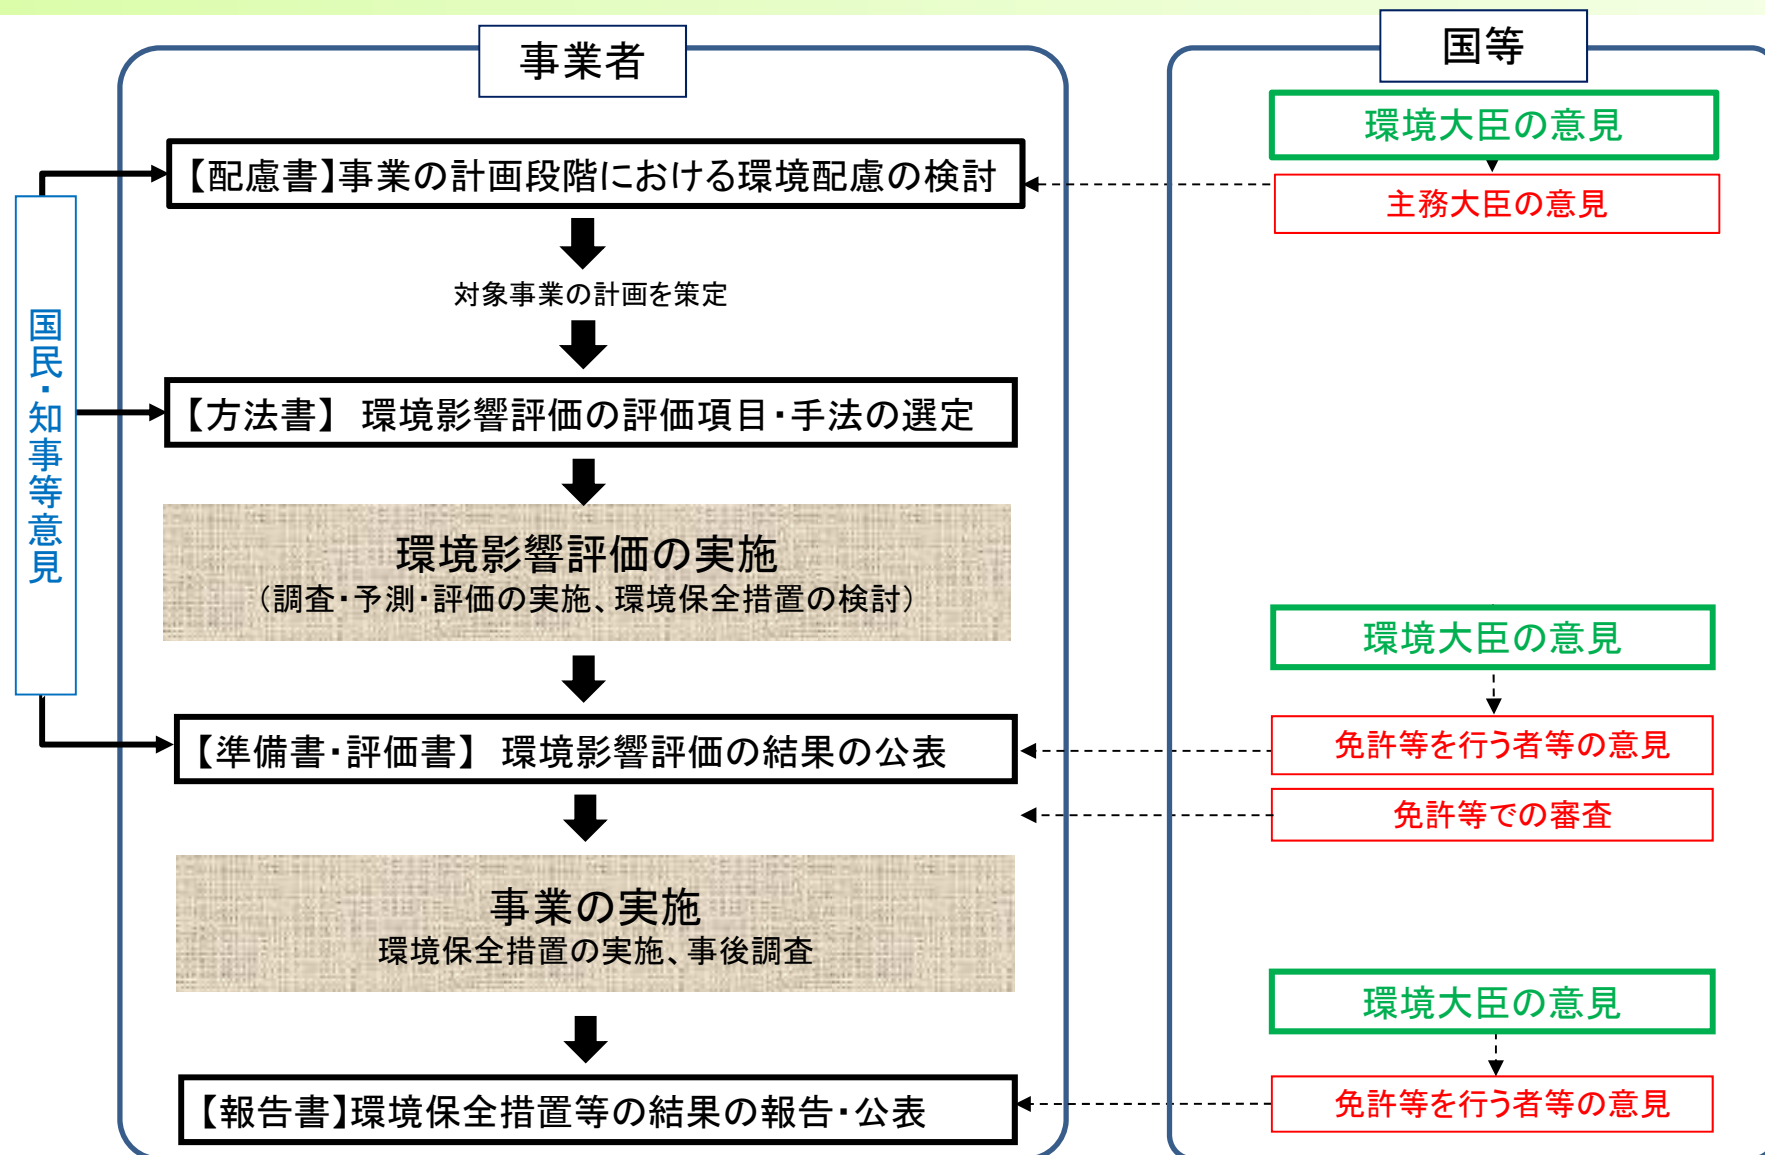 事業者
国等
国民・知事等意見
【配慮書】事業の計画段階における環境配慮の検討
環境大臣の意見
主務大臣の意見
対象事業の計画を策定
【方法書】 環境影響評価の評価項目・手法の選定
環境影響評価の実施
（調査・予測・評価の実施、環境保全措置の検討）
環境大臣の意見
【準備書・評価書】 環境影響評価の結果の公表
免許等を行う者等の意見
免許等での審査
事業の実施
環境保全措置の実施、事後調査
環境大臣の意見
【報告書】環境保全措置等の結果の報告・公表
免許等を行う者等の意見